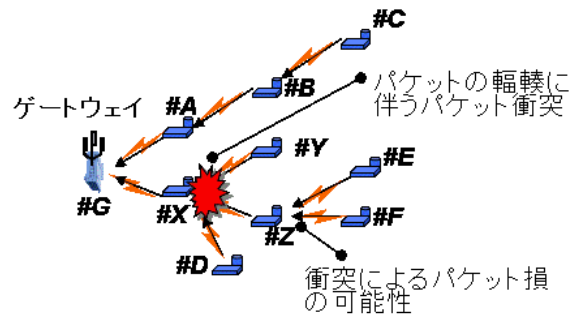 #C
#B
パケットの輻輳に
伴うパケット衝突
ゲートウェイ
#A
#Y
#E
#G
#X
#Z
#F
#D
衝突によるパケット損
の可能性